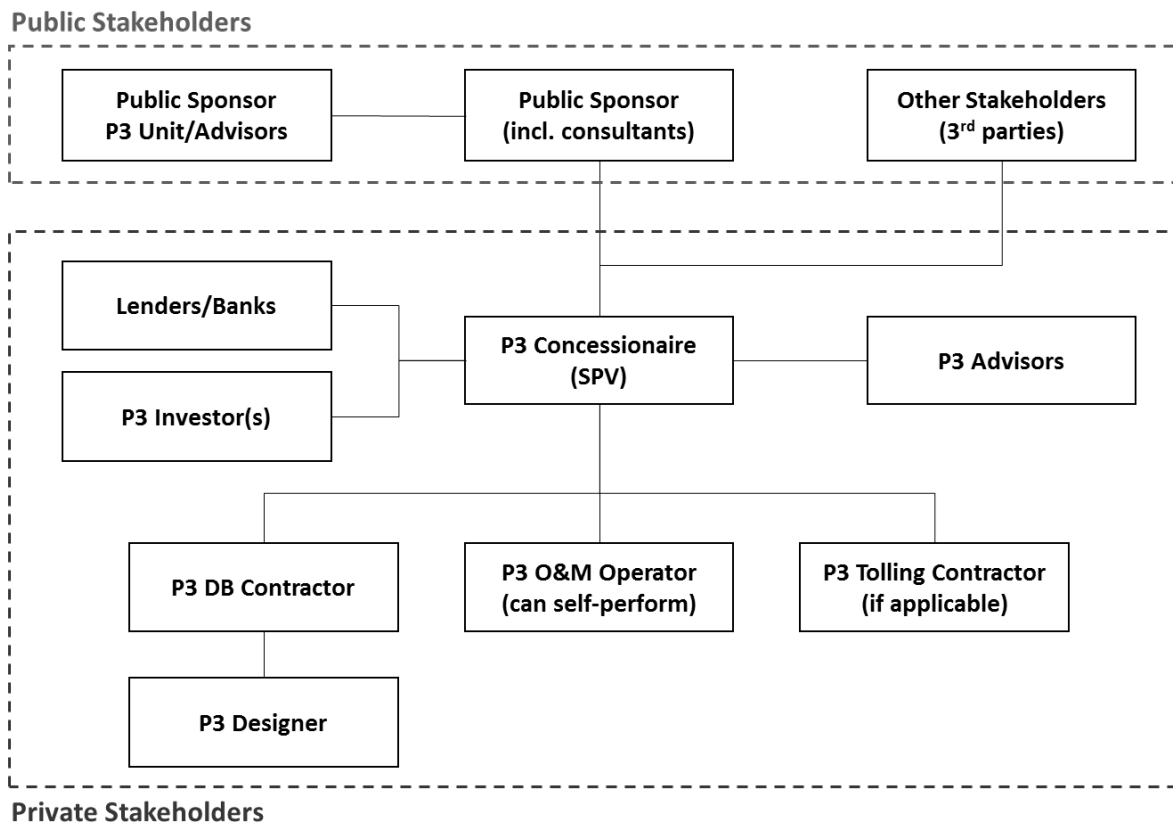 Public Stakeholders
Public Sponsor
P3 Unit/Advisors
Public Sponsor
(incl. consultants)
Other Stakeholders
(3rd parties)
Lenders/Banks
P3 Investor(s)
P3 Concessionaire
(SPV)
P3 Advisors
P3 DB Contractor
P3 O&M Operator
(can self-perform)
P3 Tolling Contractor
(if applicable)
P3 Designer
Private Stakeholders